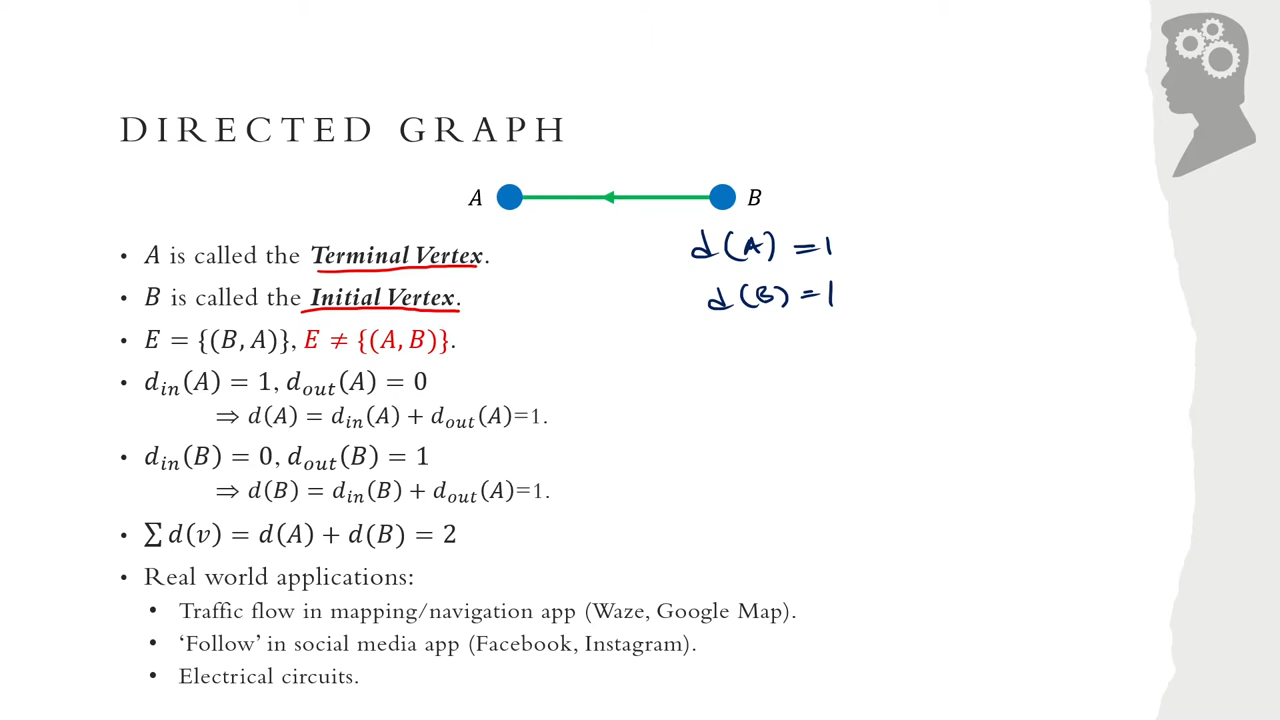 DIRECTED GRAPH
A B
• A is called the Terminal Vertex.
d(A) = 1
• B is called the Initial Vertex.
d(B) = 1
• E = {(B, A)}, E ≠ {(A, B)}.
• d_in(A) = 1, d_out(A) = 0
⇒ d(A) = d_in(A) + d_out(A)=1.
• d_in(B) = 0, d_out(B) = 1
⇒ d(B) = d_in(B) + d_out(A)=1.
• ∑ d(v) = d(A) + d(B) = 2
• Real world applications:
• Traffic flow in mapping/navigation app (Waze, Google Map).
• ‘Follow’ in social media app (Facebook, Instagram).
• Electrical circuits.